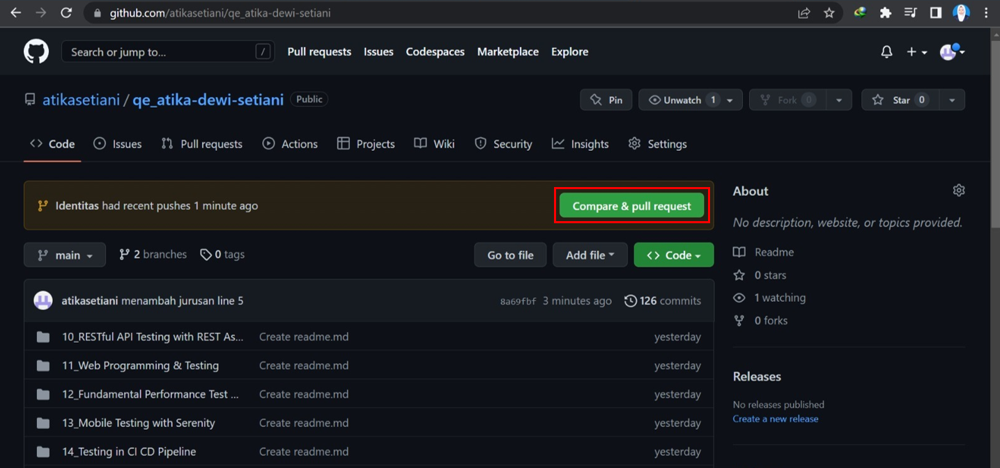 github.com/atikasetiani/qe_atika-dewi-setiani
Search or jump to... / Pull requests Issues Codespaces Marketplace Explore
atikasetiani / qe_atika-dewi-setiani Public Pin Unwatch 1 Fork 0 Star 0
Code Issues Pull requests Actions Projects Wiki Security Insights Settings
Identitas had recent pushes 1 minute ago Compare & pull request
main 2 branches 0 tags Go to file Add file Code
atikasetiani menambah jurusan line 5 8a69fbf 3 minutes ago 126 commits
10_RESTful API Testing with REST As... Create readme.md yesterday
11_Web Programming & Testing Create readme.md yesterday
12_Fundamental Performance Test ... Create readme.md yesterday
13_Mobile Testing with Serenity Create readme.md yesterday
14_Testing in CI CD Pipeline Create readme.md yesterday
About
No description, website, or topics provided.
Readme
0 stars
1 watching
0 forks
Releases
No releases published
Create a new release